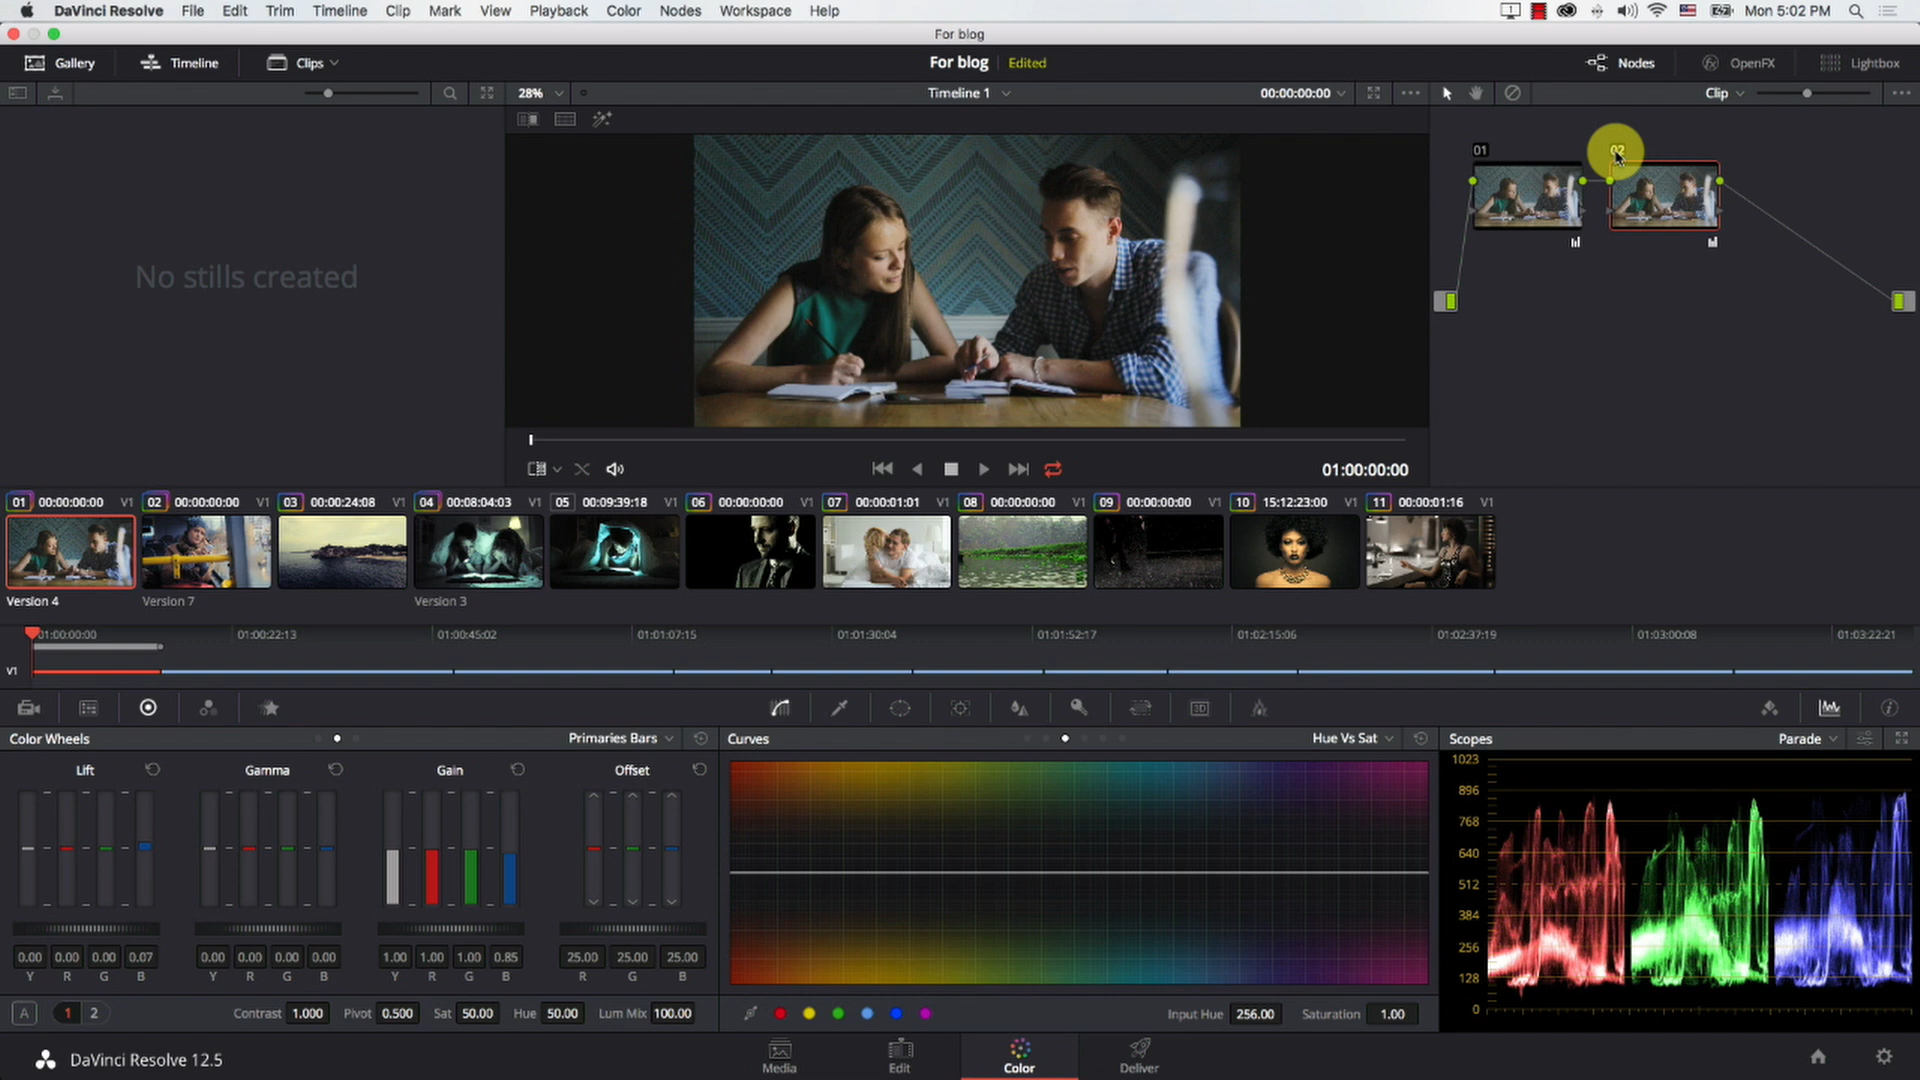 DaVinci Resolve File Edit Trim Timeline Clip Mark View Playback Color Nodes Workspace Help Mon 5:02 PM
For blog
Gallery Timeline Clips For blog Edited Nodes OpenFX Lightbox
28% Timeline 1 00:00:00:00 Clip
01 02
No stills created
01:00:00:00
01 00:00:00:00 V1 02 00:00:00:00 V1 03 00:00:24:08 V1 04 00:08:04:03 V1 05 00:09:39:18 V1 06 00:00:00:00 V1 07 00:00:01:01 V1 08 00:00:00:00 V1 09 00:00:00:00 V1 10 15:12:23:00 V1 11 00:00:01:16 V1
Version 4 Version 7 Version 3
01:00:00:00 01:00:22:13 01:00:45:02 01:01:07:15 01:01:30:04 01:01:52:17 01:02:15:06 01:02:37:19 01:03:00:08 01:03:22:21
V1
3D
Color Wheels Primaries Bars Curves Hue Vs Sat Scopes Parade
Lift Gamma Gain Offset
1023
896
768
640
512
384
256
128
0
0.00 0.00 0.00 0.07 0.00 0.00 0.00 0.00 1.00 1.00 1.00 0.85 25.00 25.00 25.00
Y R G B Y R G B Y R G B R G B
A 1 2 Contrast 1.000 Pivot 0.500 Sat 50.00 Hue 50.00 Lum Mix 100.00 Input Hue 256.00 Saturation 1.00
DaVinci Resolve 12.5 Media Edit Color Deliver